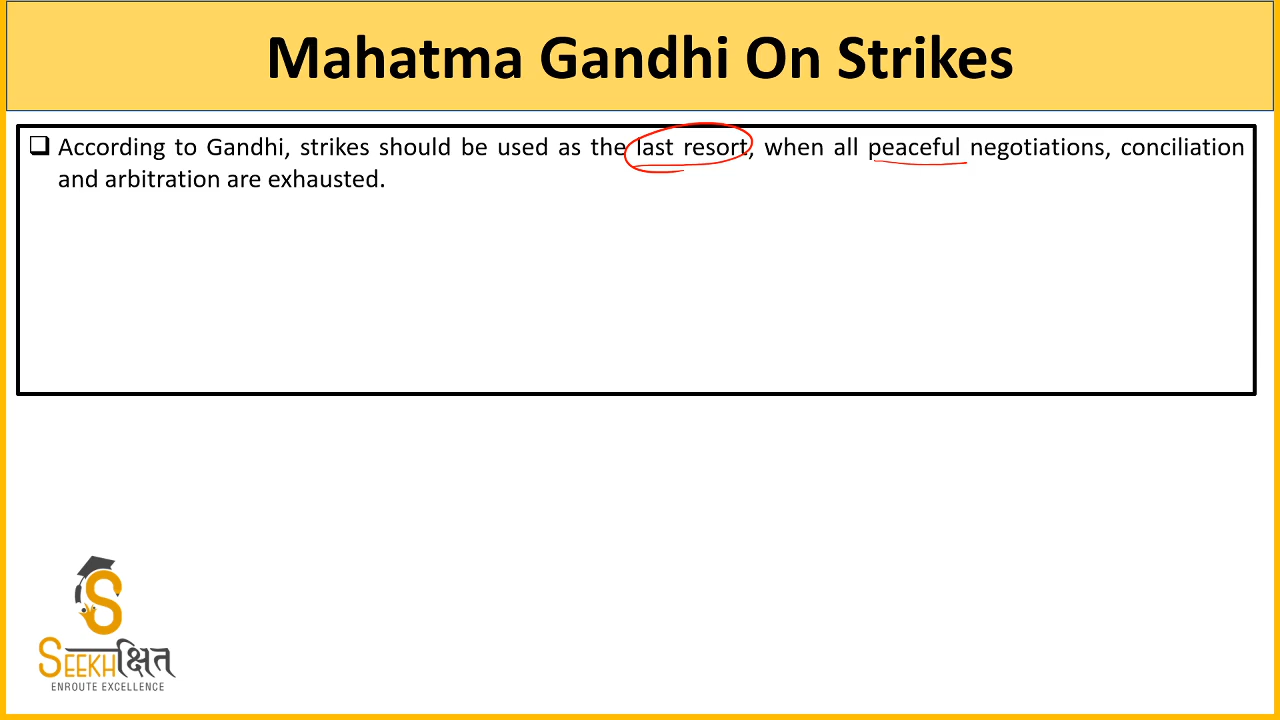 Mahatma Gandhi On Strikes
❑ According to Gandhi, strikes should be used as the last resort, when all peaceful negotiations, conciliation
and arbitration are exhausted.
S
SEEKHक्षित
ENROUTE EXCELLENCE